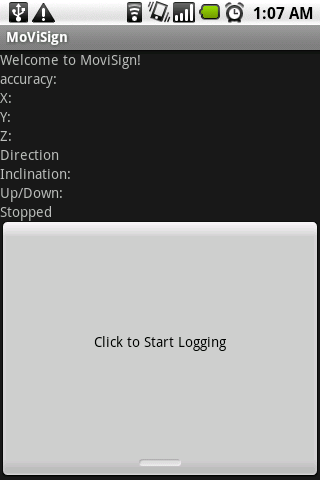 1:07 AM
MoViSign
Welcome to MoviSign!
accuracy:
X:
Y:
Z:
Direction
Inclination:
Up/Down:
Stopped
Click to Start Logging